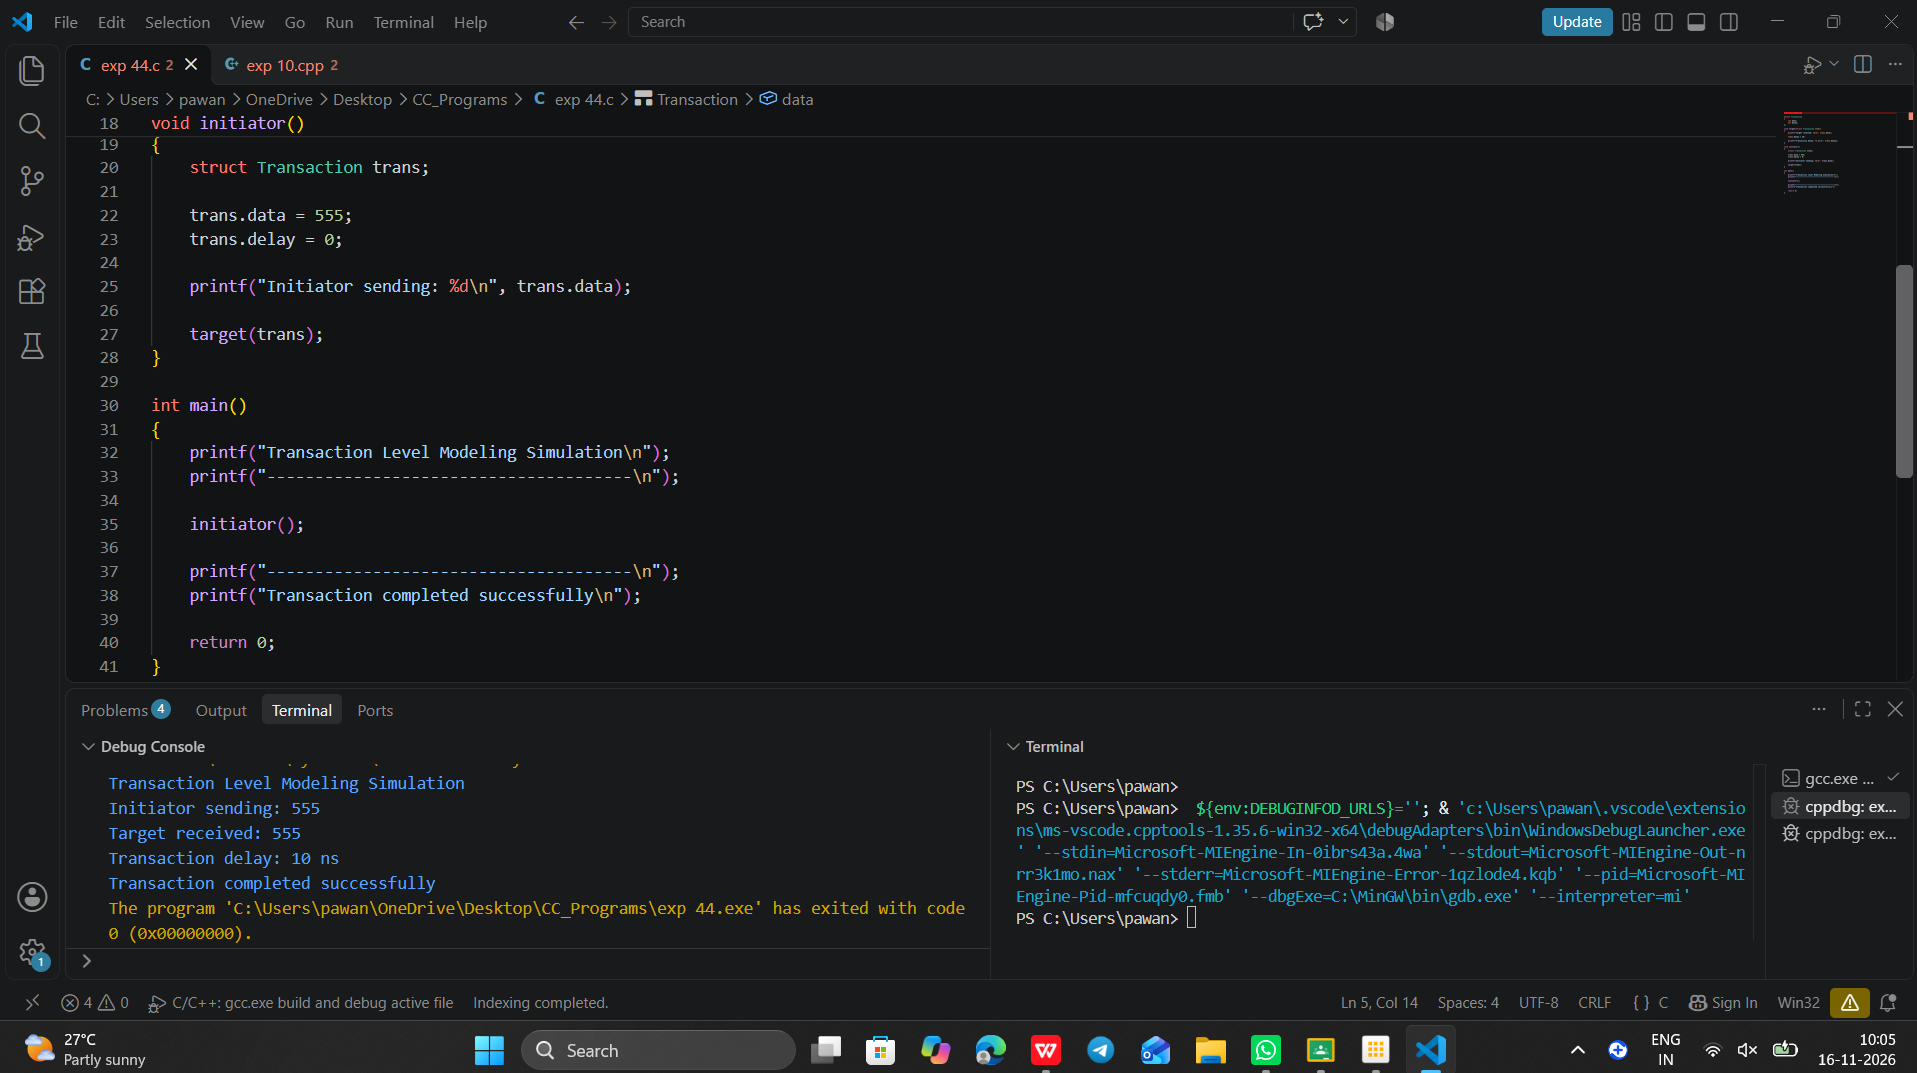 File Edit Selection View Go Run Terminal Help
Search
Update
C exp 44.c 2
exp 10.cpp 2
C: > Users > pawan > OneDrive > Desktop > CC_Programs > C exp 44.c > Transaction > data
18 void initiator()
19 {
20 struct Transaction trans;
21
22 trans.data = 555;
23 trans.delay = 0;
24
25 printf("Initiator sending: %d\n", trans.data);
26
27 target(trans);
28 }
29
30 int main()
31 {
32 printf("Transaction Level Modeling Simulation\n");
33 printf("--------------------------------------\n");
34
35 initiator();
36
37 printf("--------------------------------------\n");
38 printf("Transaction completed successfully\n");
39
40 return 0;
41 }
Problems 4 Output Terminal Ports
Debug Console
Transaction Level Modeling Simulation
Initiator sending: 555
Target received: 555
Transaction delay: 10 ns
Transaction completed successfully
The program 'C:\Users\pawan\OneDrive\Desktop\CC_Programs\exp 44.exe' has exited with code
0 (0x00000000).
Terminal
PS C:\Users\pawan>
PS C:\Users\pawan> ${env:DEBUGINFOD_URLS}=''; & 'c:\Users\pawan\.vscode\extensio
ns\ms-vscode.cpptools-1.35.6-win32-x64\debugAdapters\bin\WindowsDebugLauncher.exe
' '--stdin=Microsoft-MIEngine-In-0ibrs43a.4wa' '--stdout=Microsoft-MIEngine-Out-n
rr3k1mo.nax' '--stderr=Microsoft-MIEngine-Error-1qzlode4.kqb' '--pid=Microsoft-MI
Engine-Pid-mfcuqdy0.fmb' '--dbgExe=C:\MinGW\bin\gdb.exe' '--interpreter=mi'
PS C:\Users\pawan>
gcc.exe ...
cppdbg: ex...
cppdbg: ex...
1
4 0 C/C++: gcc.exe build and debug active file Indexing completed.
Ln 5, Col 14 Spaces: 4 UTF-8 CRLF { } C Sign In Win32
27°C
Partly sunny
Search
ENG
IN
10:05
16-11-2026